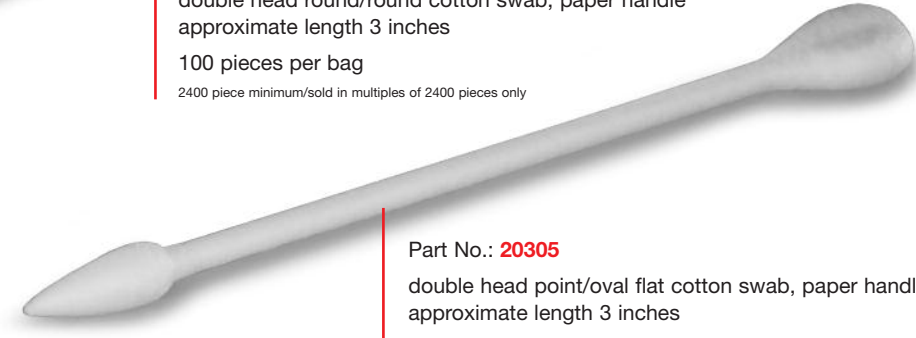 double head round/round cotton swab, paper handle
approximate length 3 inches
100 pieces per bag
2400 piece minimum/sold in multiples of 2400 pieces only
Part No.: 20305
double head point/oval flat cotton swab, paper handl
approximate length 3 inches